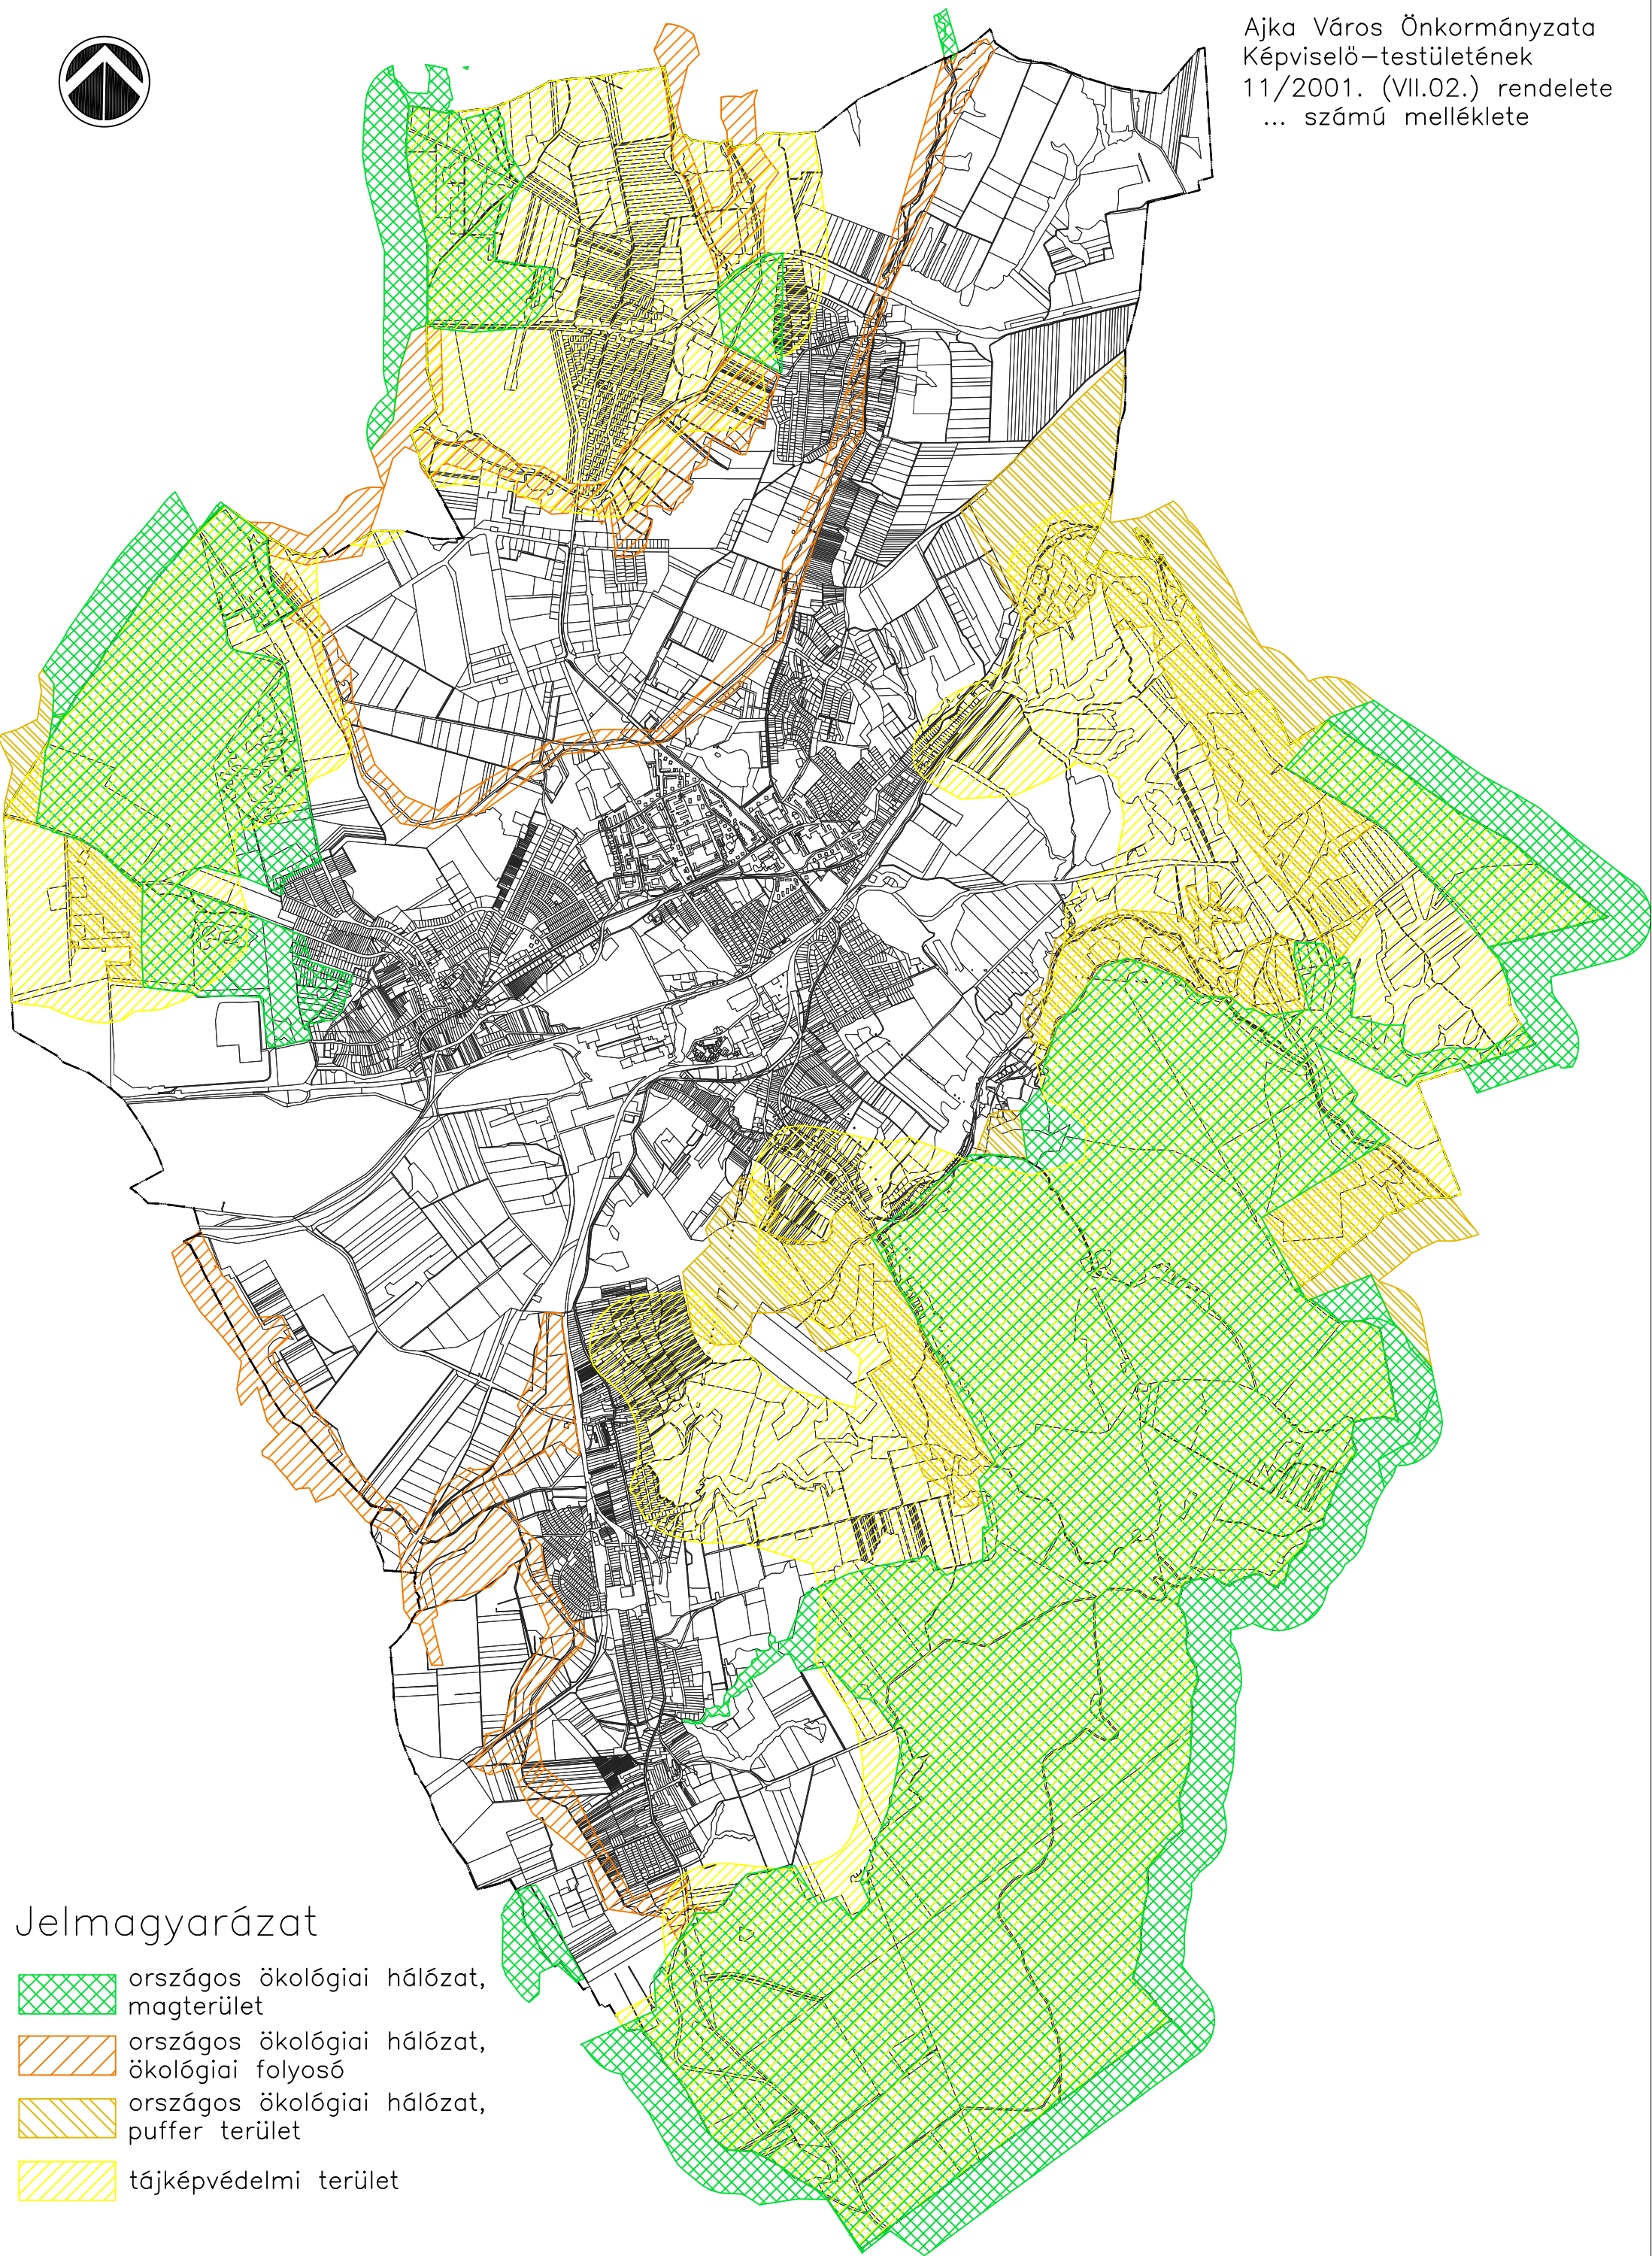 Ajka Város Önkormányzata
Képviselő-testületének
11/2001. (VII.02.) rendelete
... számú melléklete
Jelmagyarázat
országos ökológiai hálózat,
magterület
országos ökológiai hálózat,
ökológiai folyosó
országos ökológiai hálózat,
puffer terület
tájképvédelmi terület